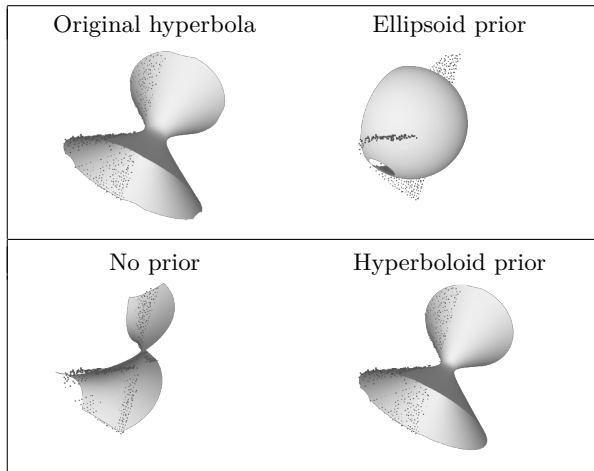 Original hyperbola
Ellipsoid prior
No prior
Hyperboloid prior